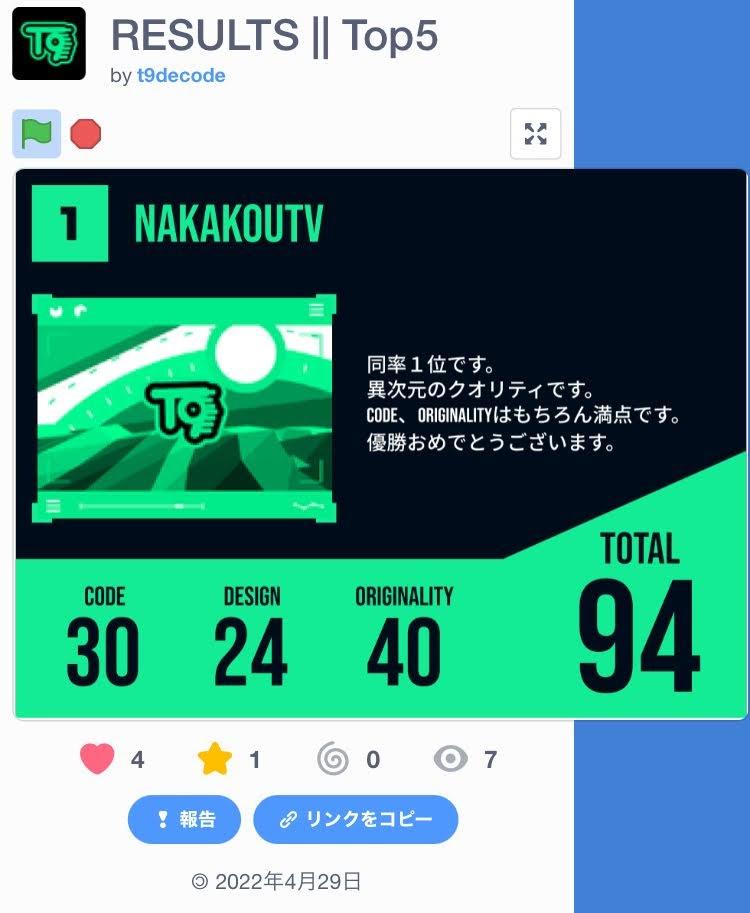 T9
RESULTS || Top5
by t9decode
1
NAKAKOUTV
T9
同率１位です。
異次元のクオリティです。
CODE、ORIGINALITYはもちろん満点です。
優勝おめでとうございます。
TOTAL
94
CODE
DESIGN
ORIGINALITY
30
24
40
4
1
0
7
報告
リンクをコピー
2022年4月29日